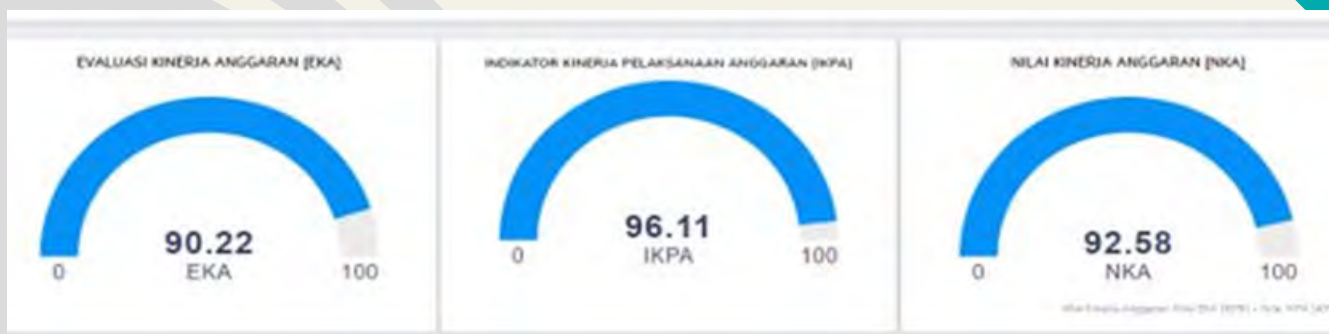 EVALUASI KINERJA ANGGARAN [EKA]
90.22
EKA
0
100
INDIKATOR KINERJA PELAKSANAAN ANGGARAN (IKPA)
96.11
IKPA
0
100
NILAI KINERJA ANGGARAN [NKA]
92.58
NKA
0
100